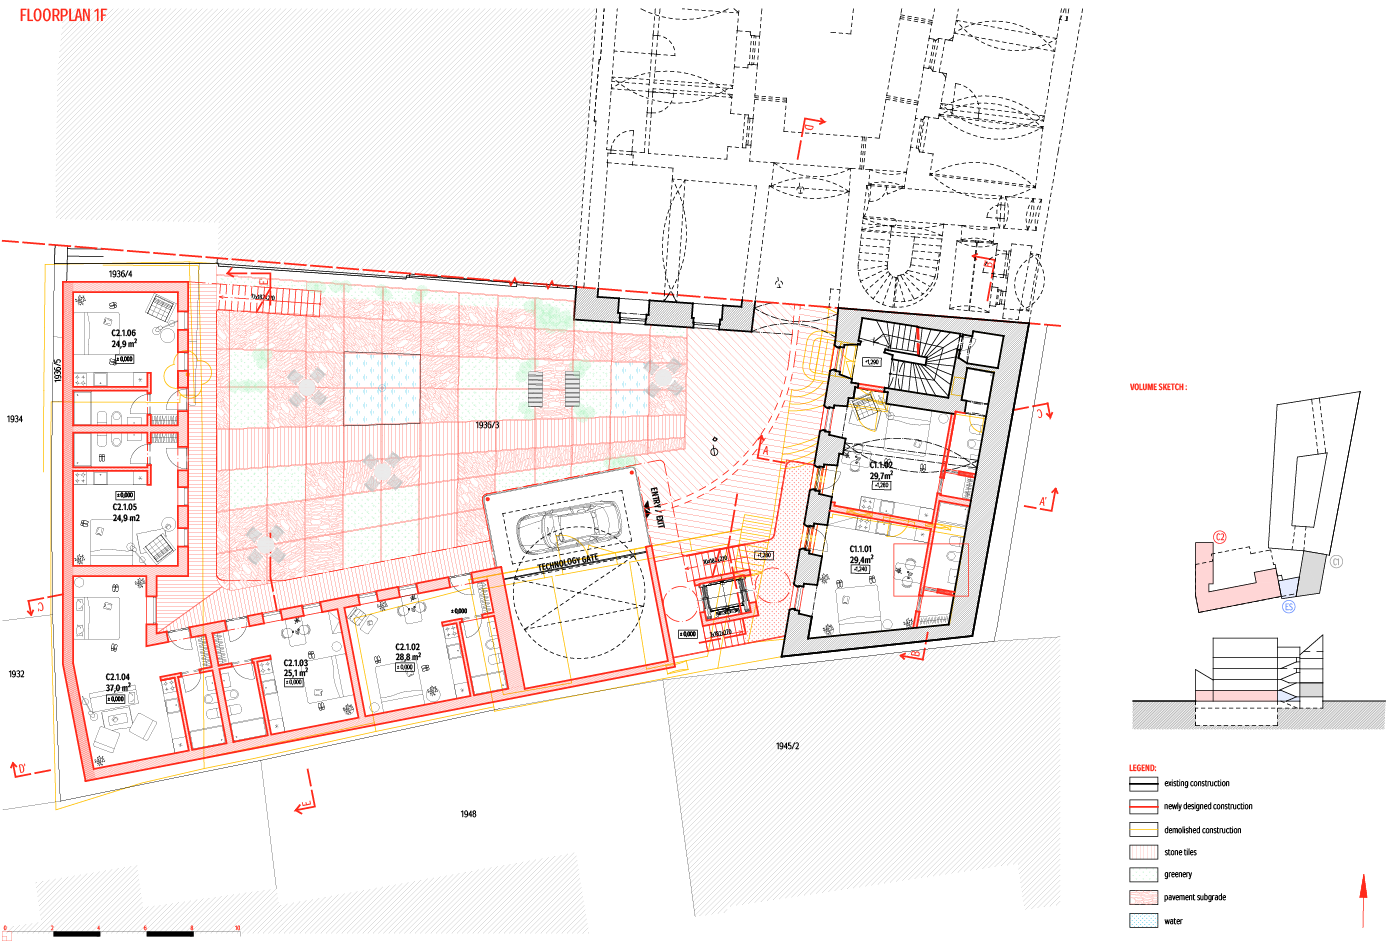 FLOORPLAN 1F
D
B'
1936/4
E'
C2.1.06
24,9 m²
± 0,000
1936/5
1934
1936/3
+1,290
C
VOLUME SKETCH :
A
C1.1.02
29,7m²
+1,260
A'
± 0,000
C2.1.05
24,9 m2
ENTRY / EXIT
TECHNOLOGY GATE
+1,280
C1.1.01
29,4m²
+1,240
C2
C1
ES
C'
± 0,000
± 0,000
7x182x270
B
C2.1.02
28,8 m²
± 0,000
C2.1.03
25,1 m²
± 0,000
C2.1.04
37,0 m²
± 0,000
1932
D'
1945/2
E
1948
LEGEND:
existing construction
newly designed construction
demolished construction
stone tiles
greenery
pavement subgrade
water
0 2 4 6 8 10